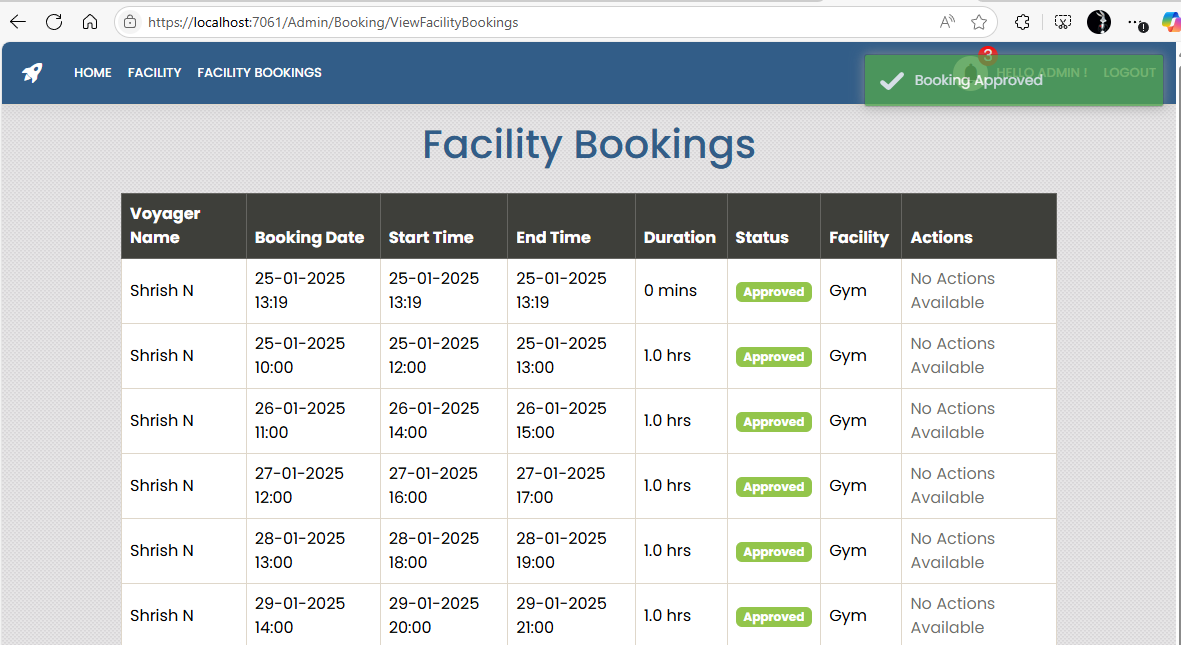 https://localhost:7061/Admin/Booking/ViewFacilityBookings
HOME FACILITY FACILITY BOOKINGS 3 HELLO ADMIN ! LOGOUT
Booking Approved
Facility Bookings
Voyager Name Booking Date Start Time End Time Duration Status Facility Actions
Shrish N 25-01-2025 13:19 25-01-2025 13:19 25-01-2025 13:19 0 mins Approved Gym No Actions Available
Shrish N 25-01-2025 10:00 25-01-2025 12:00 25-01-2025 13:00 1.0 hrs Approved Gym No Actions Available
Shrish N 26-01-2025 11:00 26-01-2025 14:00 26-01-2025 15:00 1.0 hrs Approved Gym No Actions Available
Shrish N 27-01-2025 12:00 27-01-2025 16:00 27-01-2025 17:00 1.0 hrs Approved Gym No Actions Available
Shrish N 28-01-2025 13:00 28-01-2025 18:00 28-01-2025 19:00 1.0 hrs Approved Gym No Actions Available
Shrish N 29-01-2025 14:00 29-01-2025 20:00 29-01-2025 21:00 1.0 hrs Approved Gym No Actions Available